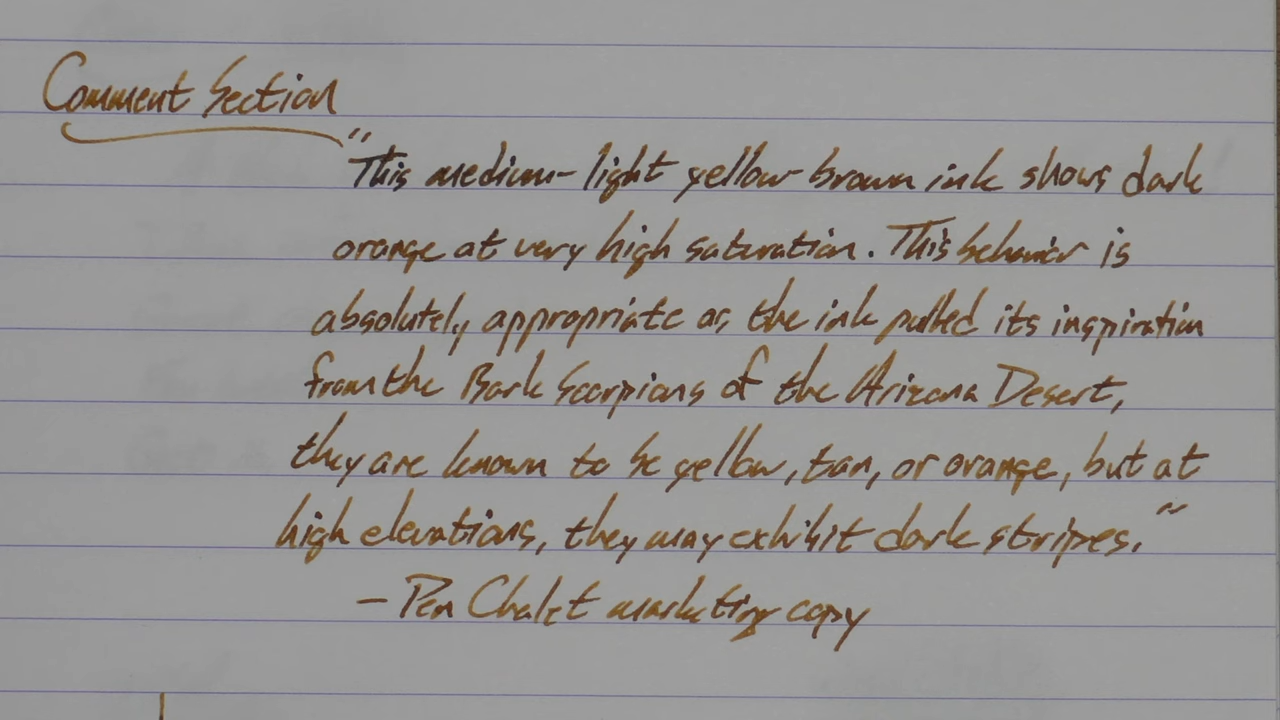 Comment Section
"This medium-light yellow-brown ink shows dark
orange at very high saturation. This behavior is
absolutely appropriate as the ink pulled its inspiration
from the Bark Scorpions of the Arizona Desert,
they are known to be yellow, tan, or orange, but at
high elevations, they may exhibit dark stripes."
- Pen Chalet marketing copy